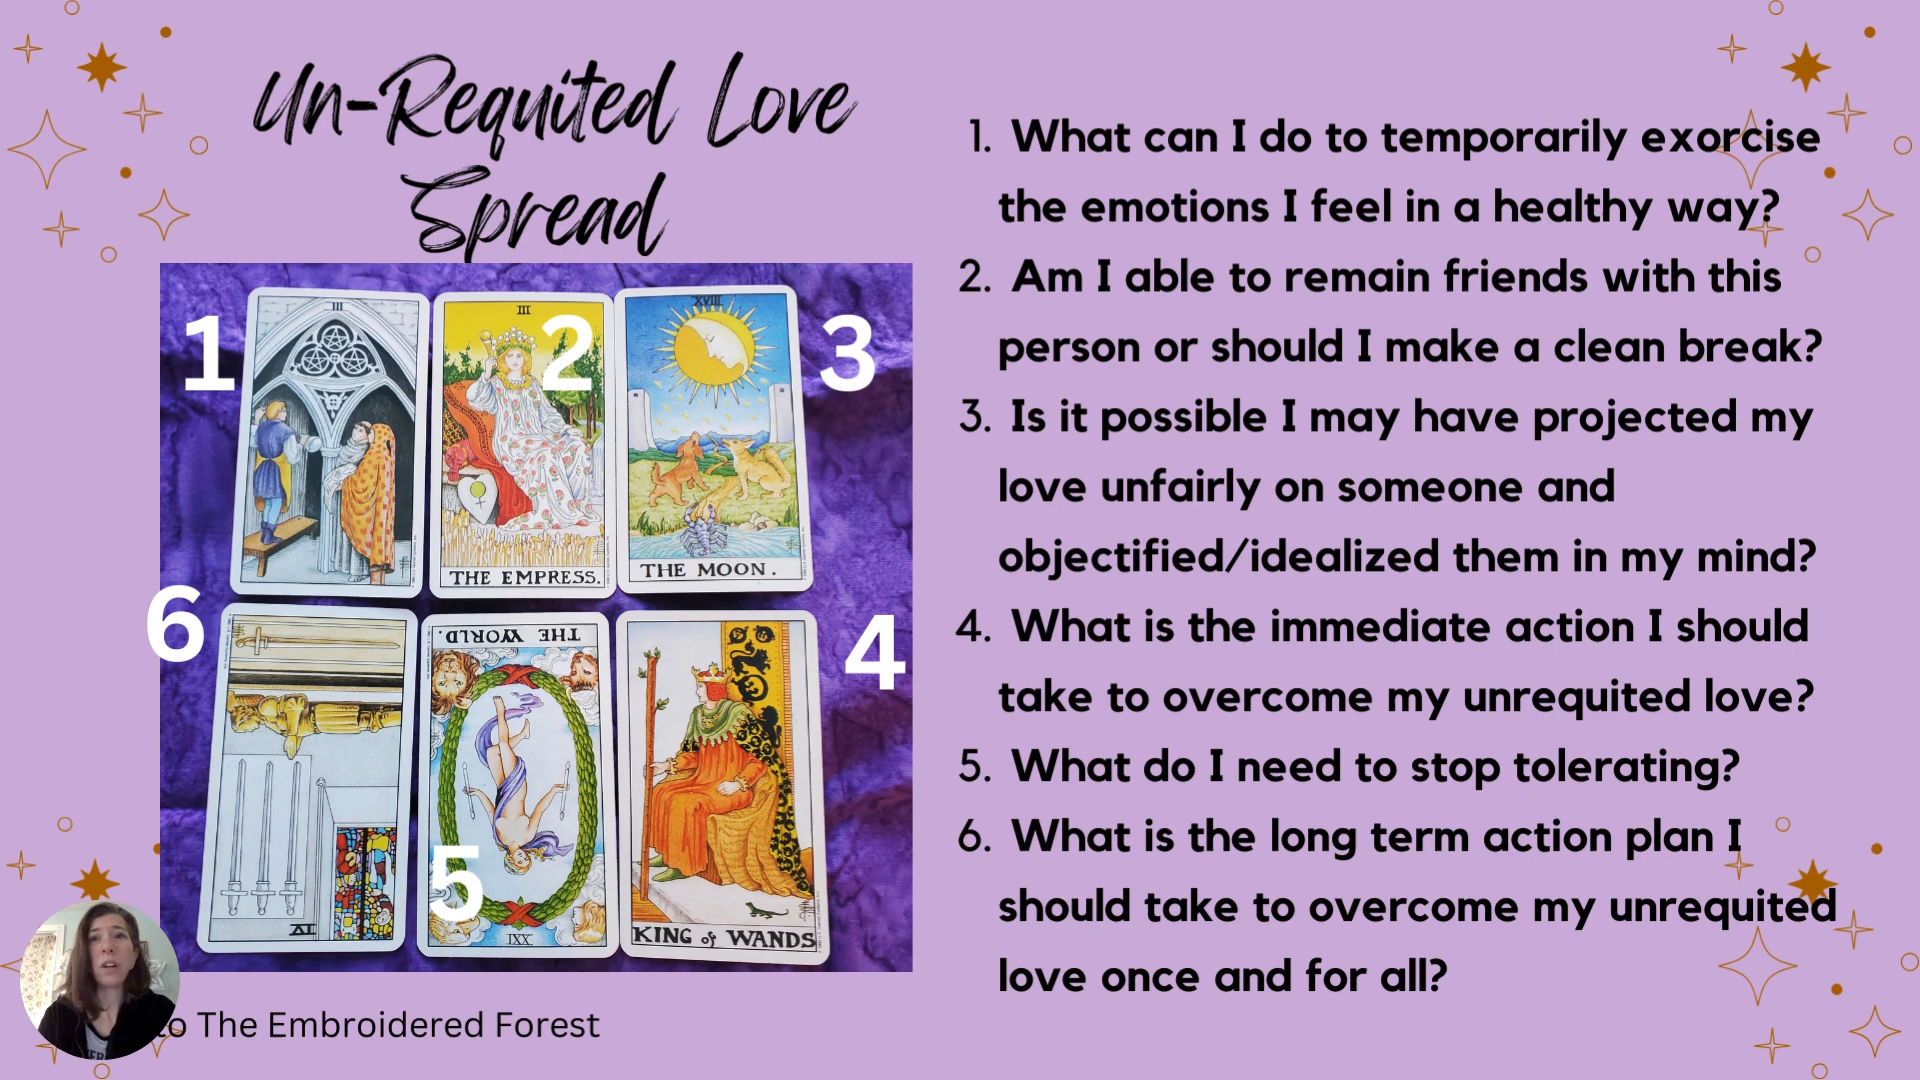 Un-Requited Love
Spread
1. What can I do to temporarily exorcise
the emotions I feel in a healthy way?
2. Am I able to remain friends with this
person or should I make a clean break?
3. Is it possible I may have projected my
love unfairly on someone and
objectified/idealized them in my mind?
4. What is the immediate action I should
take to overcome my unrequited love?
5. What do I need to stop tolerating?
6. What is the long term action plan I
should take to overcome my unrequited
love once and for all?
1
2
3
III
III
XVIII
THE EMPRESS.
THE MOON.
6
4
THE WORLD.
5
IV
XXI
KING of WANDS
to The Embroidered Forest